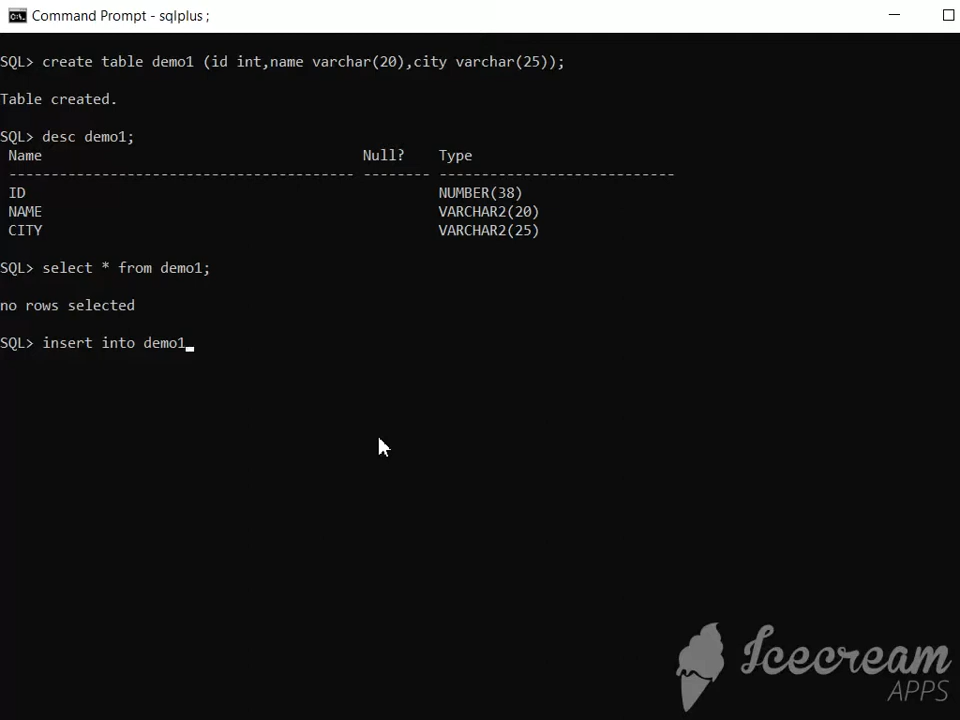 Command Prompt - sqlplus ;
SQL> create table demo1 (id int,name varchar(20),city varchar(25));
Table created.
SQL> desc demo1;
Name Null? Type
----------------------------------------- -------- ----------------------------
ID NUMBER(38)
NAME VARCHAR2(20)
CITY VARCHAR2(25)
SQL> select * from demo1;
no rows selected
SQL> insert into demo1
Icecream
APPS